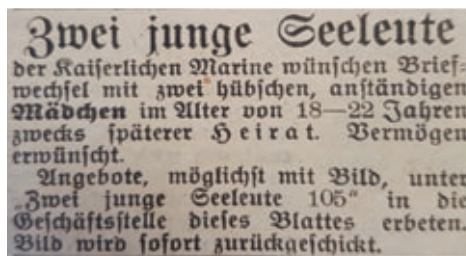 Zwei junge Seeleute
der Kaiserlichen Marine wünschen Brief-
wechsel mit zwei hübschen, anständigen
Mädchen im Alter von 18—22 Jahren
zwecks späterer Heirat. Vermögen
erwünscht.
Angebote, möglichst mit Bild, unter
„Zwei junge Seeleute 105“ in die
Geschäftsstelle dieses Blattes erbeten.
Bild wird sofort zurückgeschickt.